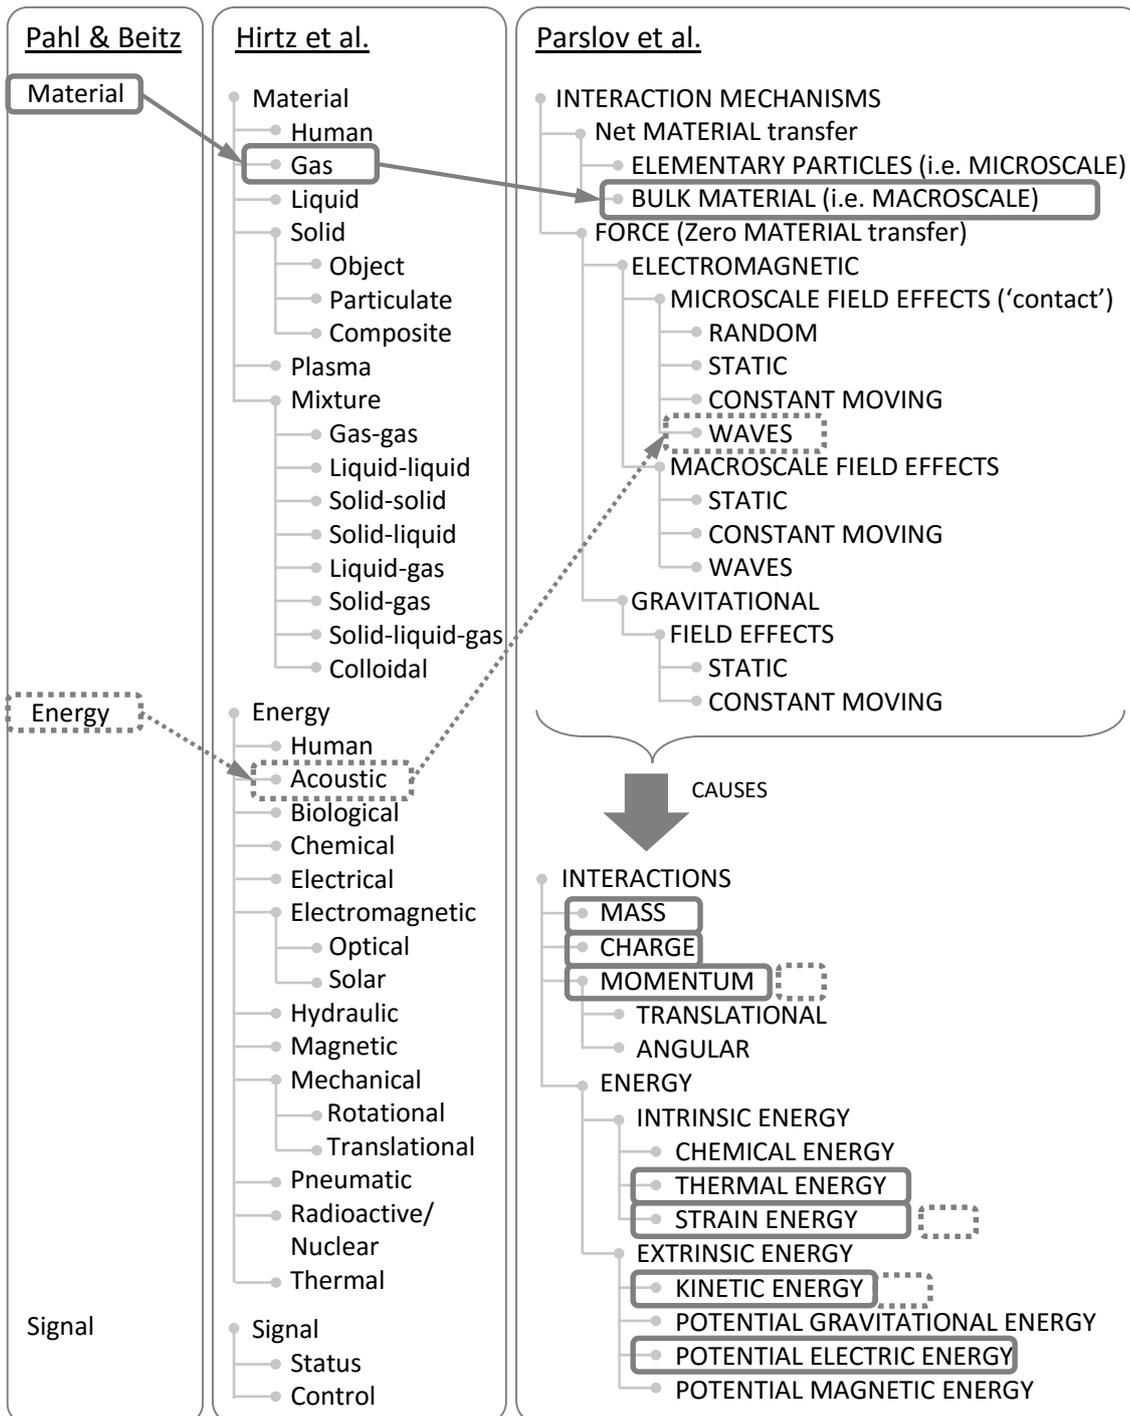 Pahl & Beitz
Material
Energy
Signal
Hirtz et al.
Material
Human
Gas
Liquid
Solid
Object
Particulate
Composite
Plasma
Mixture
Gas-gas
Liquid-liquid
Solid-solid
Solid-liquid
Liquid-gas
Solid-gas
Solid-liquid-gas
Colloidal
Energy
Human
Acoustic
Biological
Chemical
Electrical
Electromagnetic
Optical
Solar
Hydraulic
Magnetic
Mechanical
Rotational
Translational
Pneumatic
Radioactive/
Nuclear
Thermal
Signal
Status
Control
Parslov et al.
INTERACTION MECHANISMS
Net MATERIAL transfer
ELEMENTARY PARTICLES (i.e. MICROSCALE)
BULK MATERIAL (i.e. MACROSCALE)
FORCE (Zero MATERIAL transfer)
ELECTROMAGNETIC
MICROSCALE FIELD EFFECTS (‘contact’)
RANDOM
STATIC
CONSTANT MOVING
WAVES
MACROSCALE FIELD EFFECTS
STATIC
CONSTANT MOVING
WAVES
GRAVITATIONAL
FIELD EFFECTS
STATIC
CONSTANT MOVING
CAUSES
INTERACTIONS
MASS
CHARGE
MOMENTUM
TRANSLATIONAL
ANGULAR
ENERGY
INTRINSIC ENERGY
CHEMICAL ENERGY
THERMAL ENERGY
STRAIN ENERGY
EXTRINSIC ENERGY
KINETIC ENERGY
POTENTIAL GRAVITATIONAL ENERGY
POTENTIAL ELECTRIC ENERGY
POTENTIAL MAGNETIC ENERGY